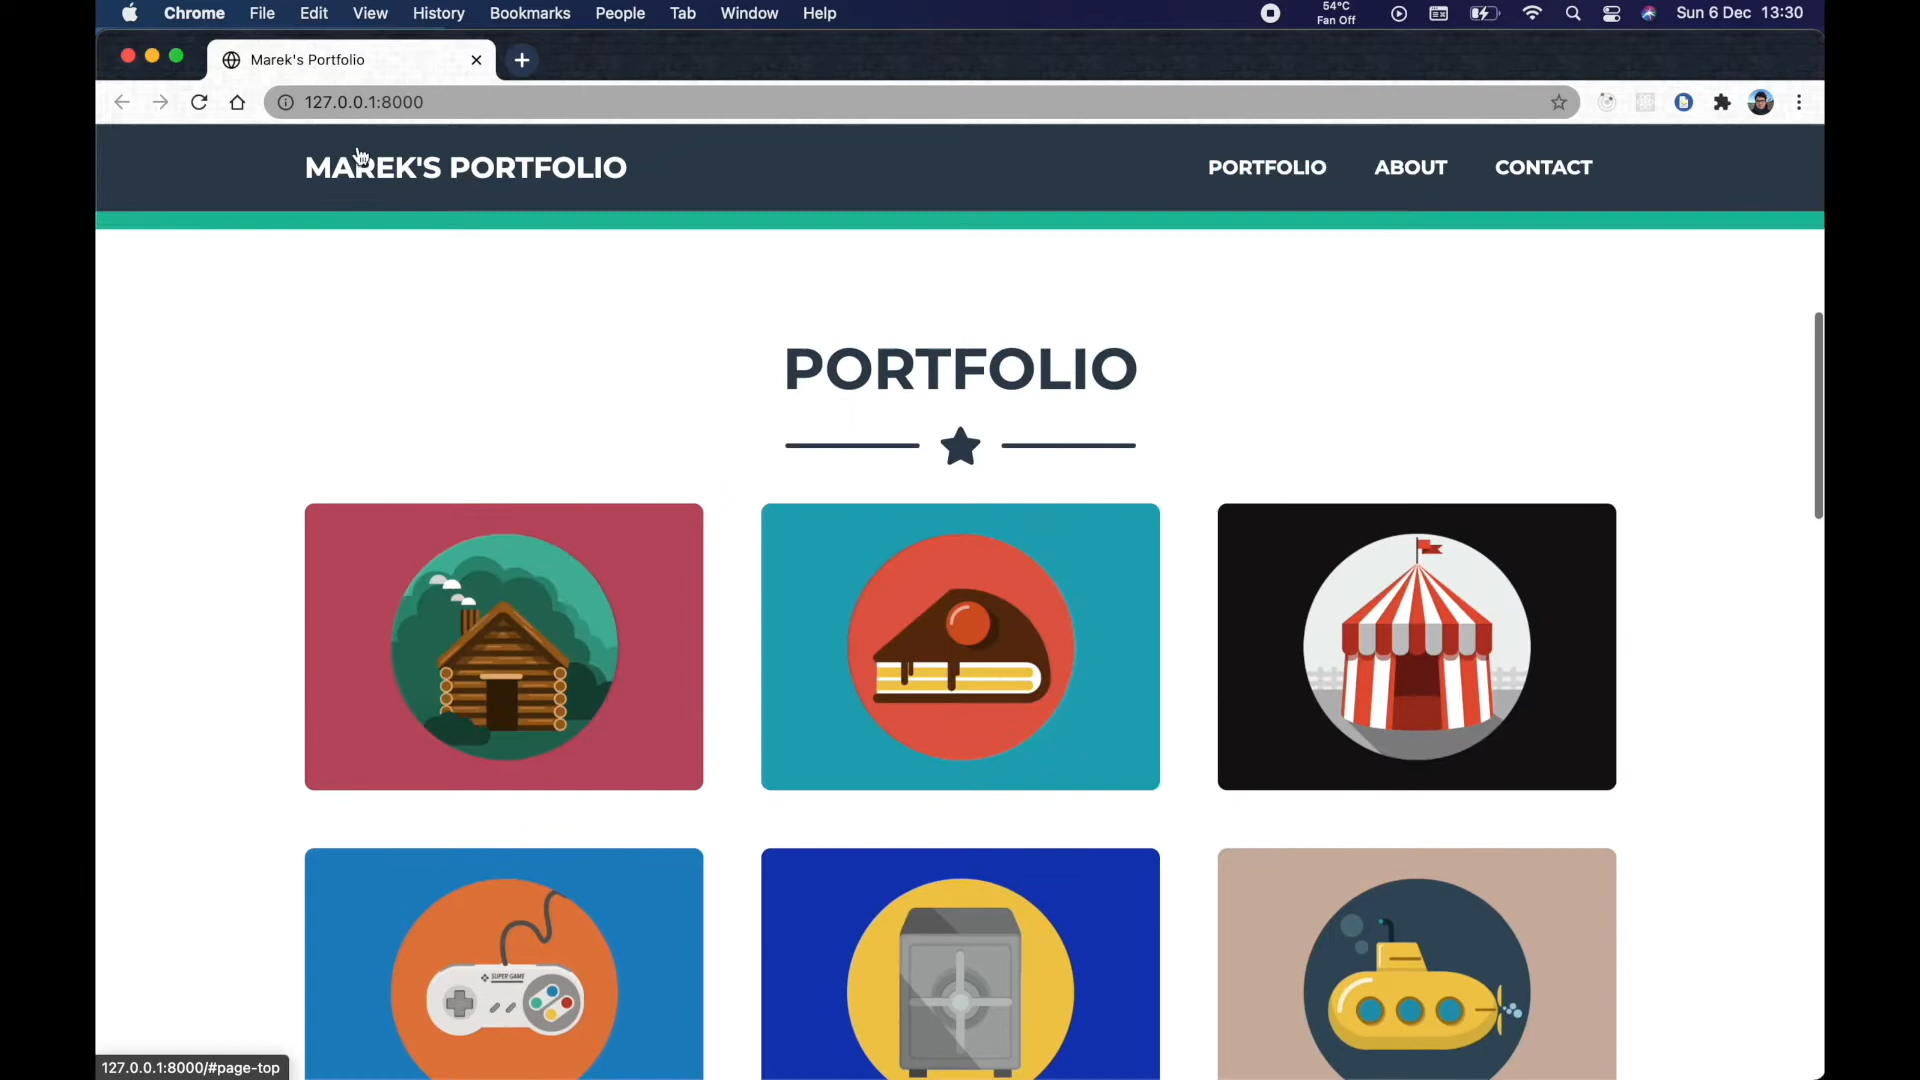 Chrome File Edit View History Bookmarks People Tab Window Help 54°C Fan Off Sun 6 Dec 13:30
Marek's Portfolio
127.0.0.1:8000
MAREK'S PORTFOLIO PORTFOLIO ABOUT CONTACT
PORTFOLIO
SUPER GAME
127.0.0.1:8000/#page-top